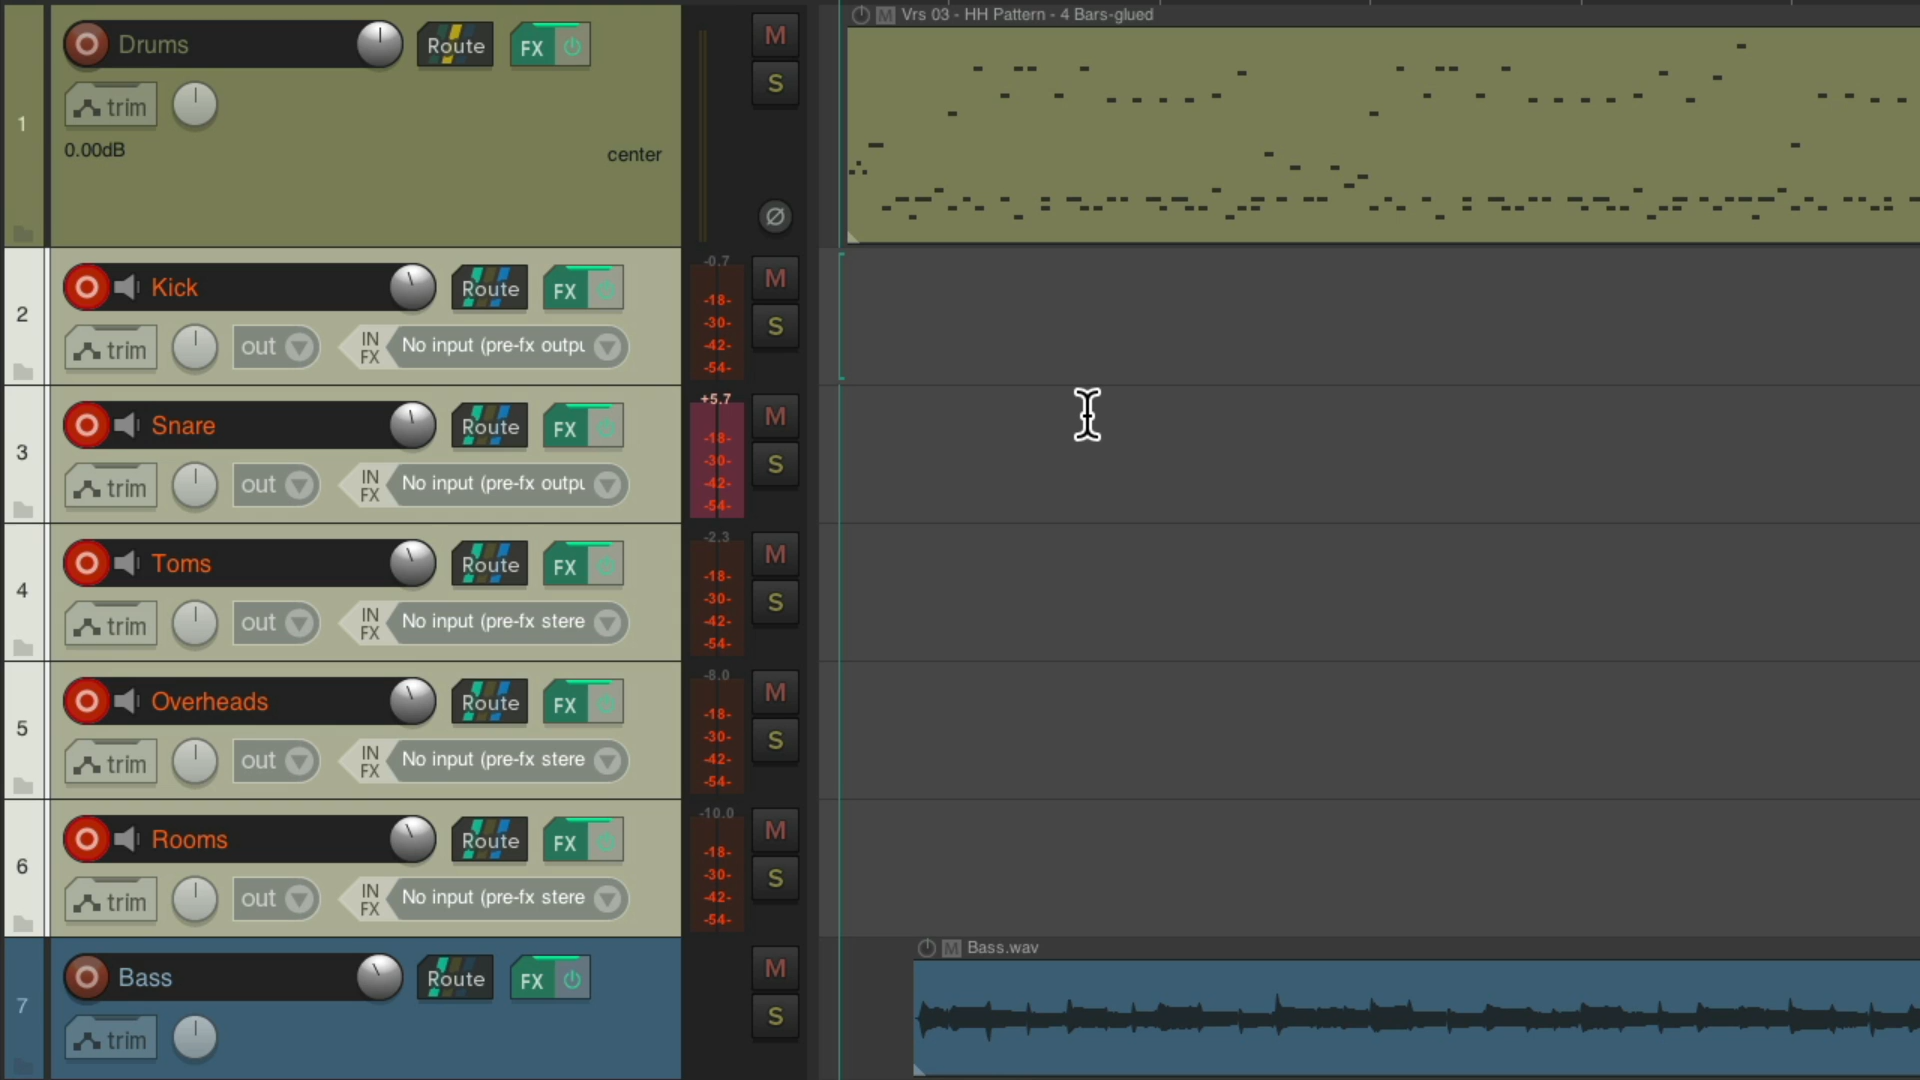 Vrs 03 - HH Pattern - 4 Bars-glued
1
Drums
Route
FX
M
S
trim
0.00dB
center
2
Kick
Route
FX
-0.7
-18-
-30-
-42-
-54-
M
S
trim
out
IN
FX
No input (pre-fx outpu
3
Snare
Route
FX
+5.7
-18-
-30-
-42-
-54-
M
S
trim
out
IN
FX
No input (pre-fx outpu
4
Toms
Route
FX
-2.3
-18-
-30-
-42-
-54-
M
S
trim
out
IN
FX
No input (pre-fx stere
5
Overheads
Route
FX
-8.0
-18-
-30-
-42-
-54-
M
S
trim
out
IN
FX
No input (pre-fx stere
6
Rooms
Route
FX
-10.0
-18-
-30-
-42-
-54-
M
S
trim
out
IN
FX
No input (pre-fx stere
M Bass.wav
7
Bass
Route
FX
M
S
trim